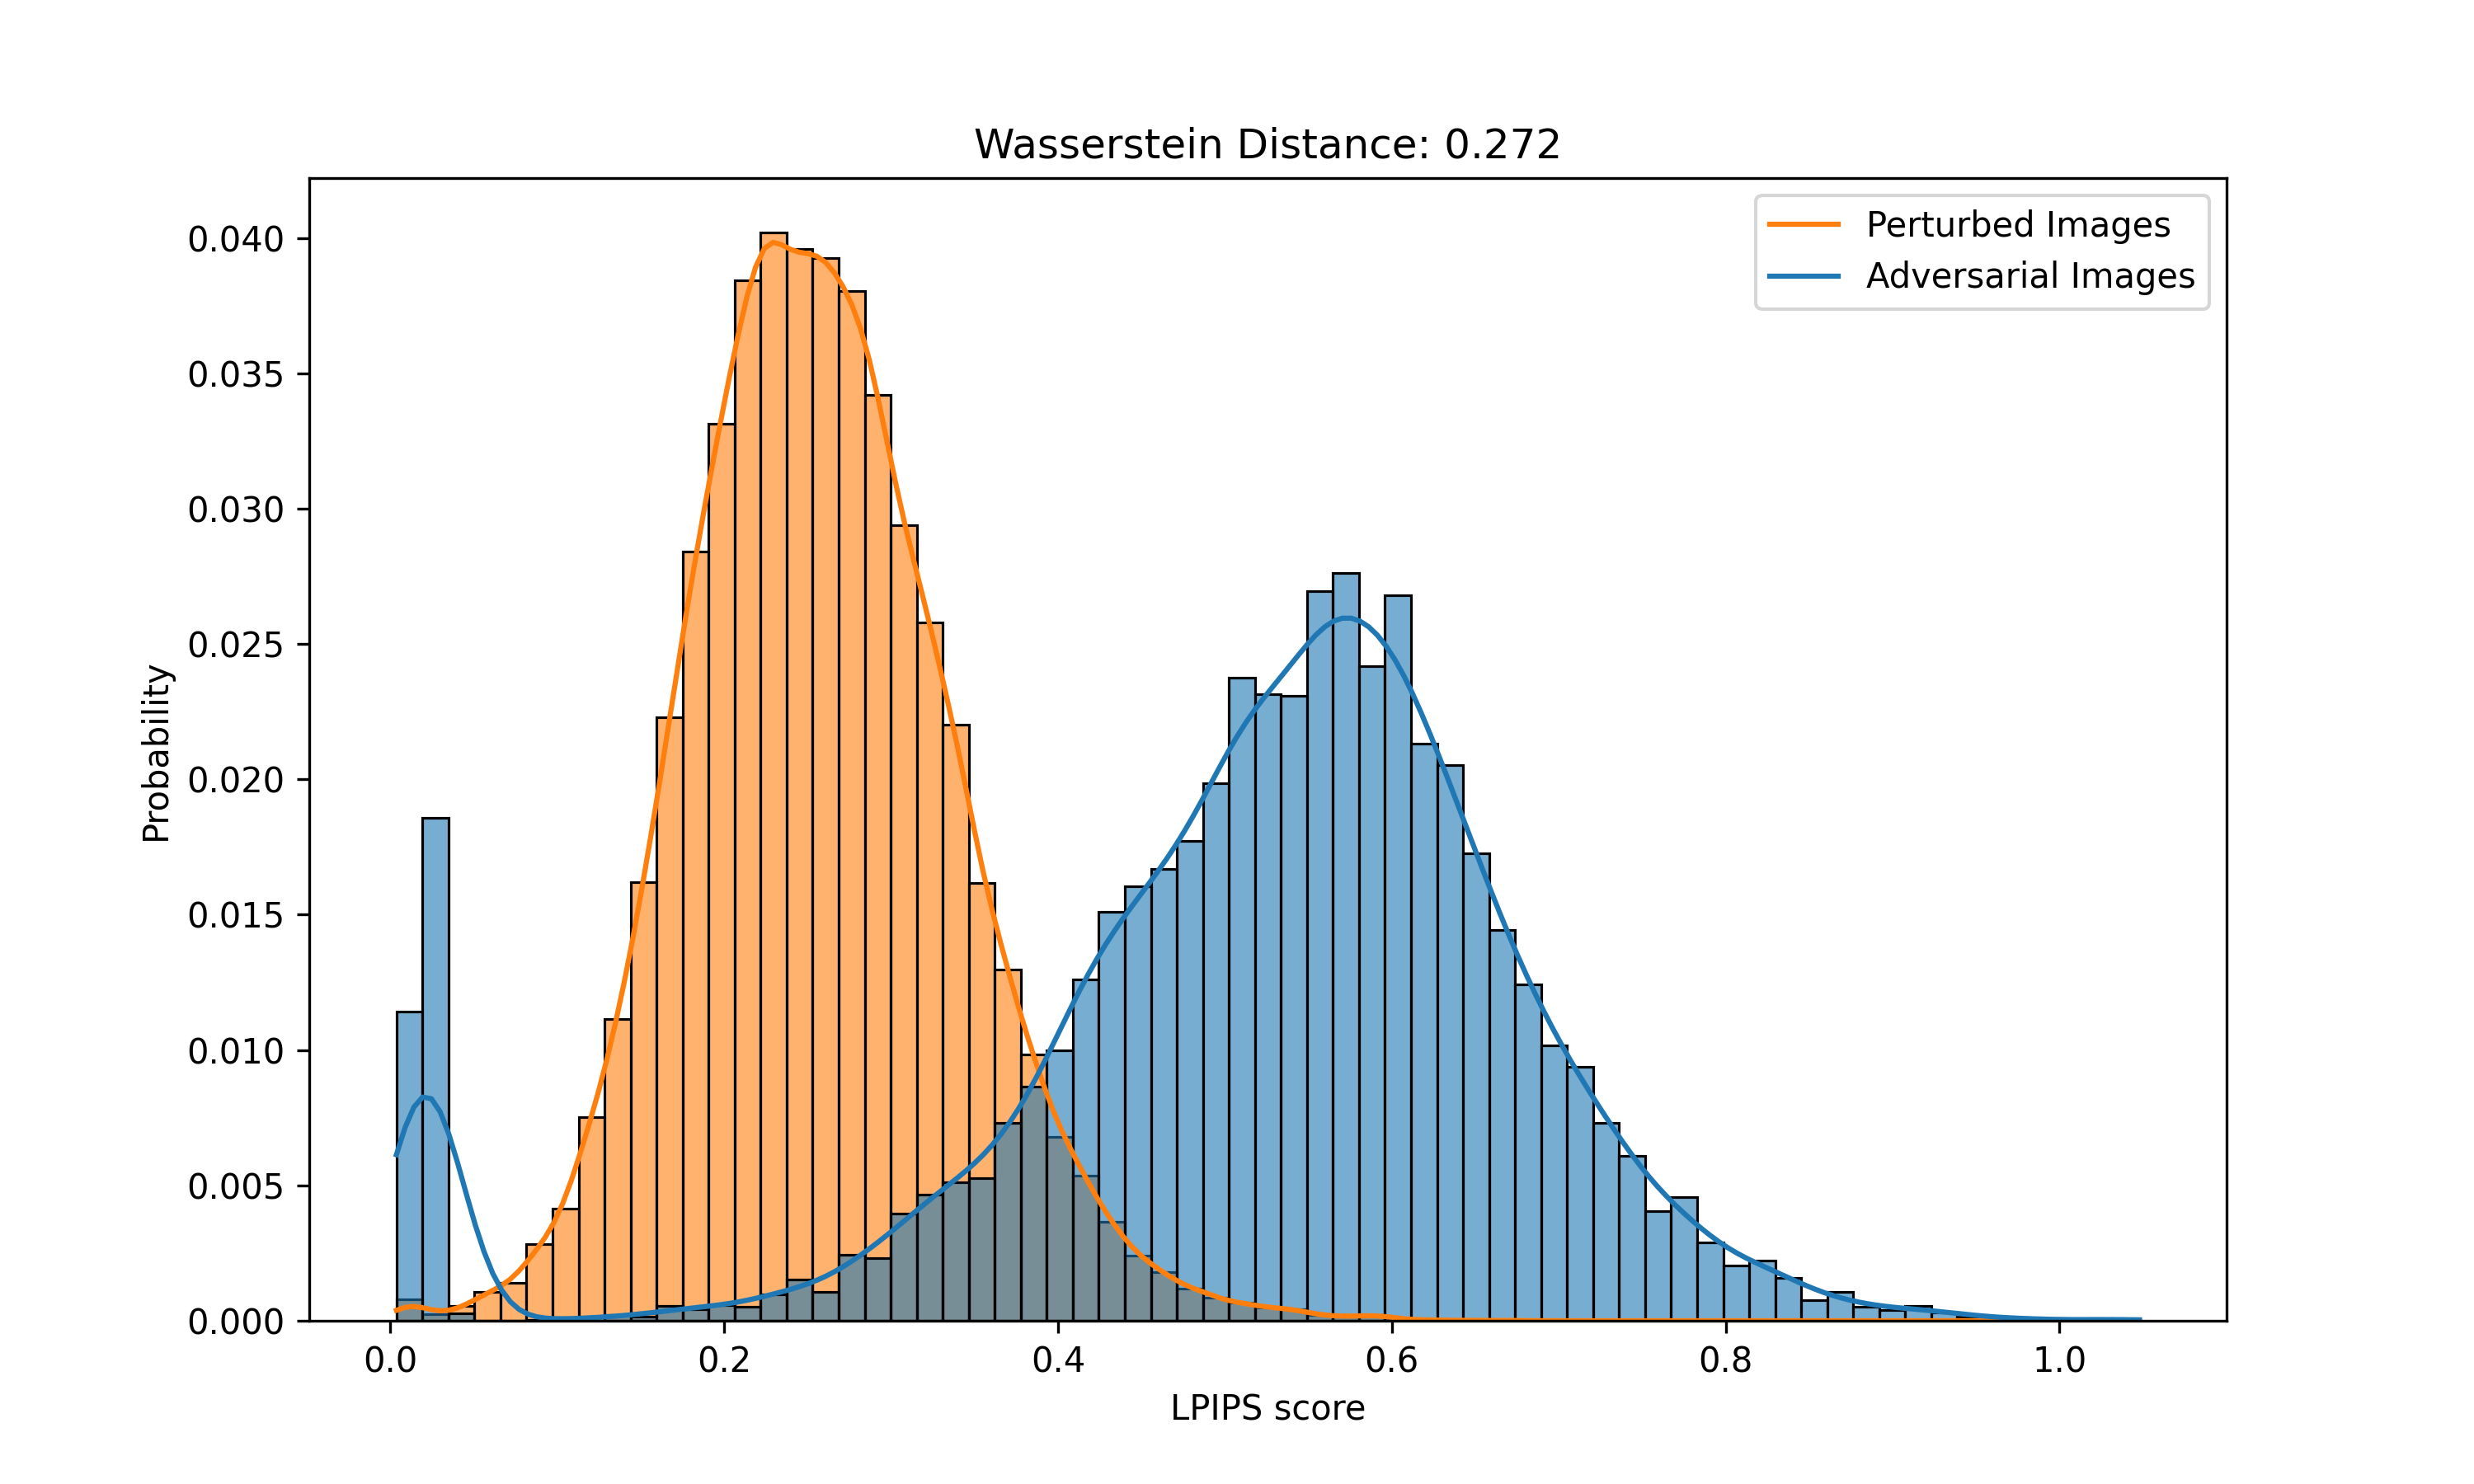 Wasserstein Distance: 0.272
Perturbed Images
Adversarial Images
0.040
0.035
0.030
0.025
0.020
0.015
0.010
0.005
0.000
Probability
0.0 0.2 0.4 0.6 0.8 1.0
LPIPS score